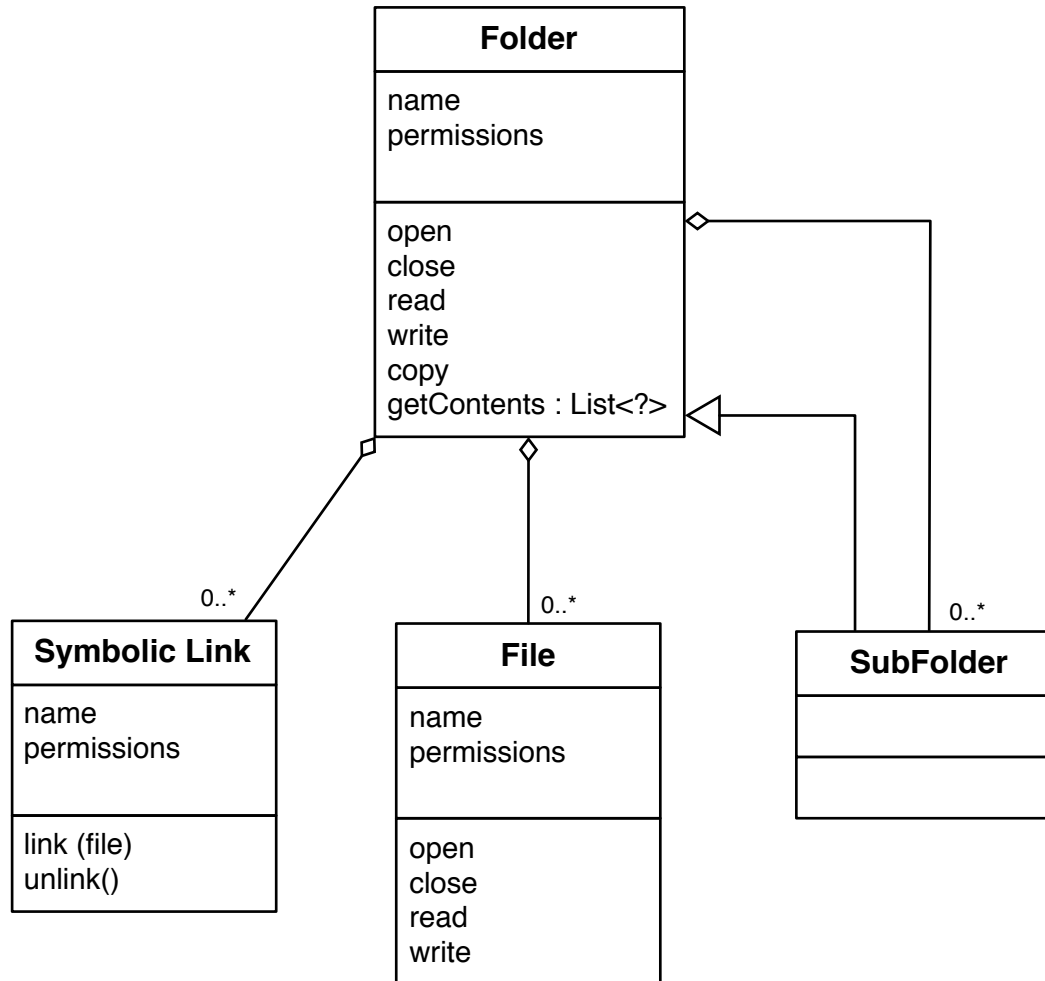 Folder
name
permissions
open
close
read
write
copy
getContents : List<?>
0..*
0..*
0..*
Symbolic Link
name
permissions
link (file)
unlink()
File
name
permissions
open
close
read
write
SubFolder